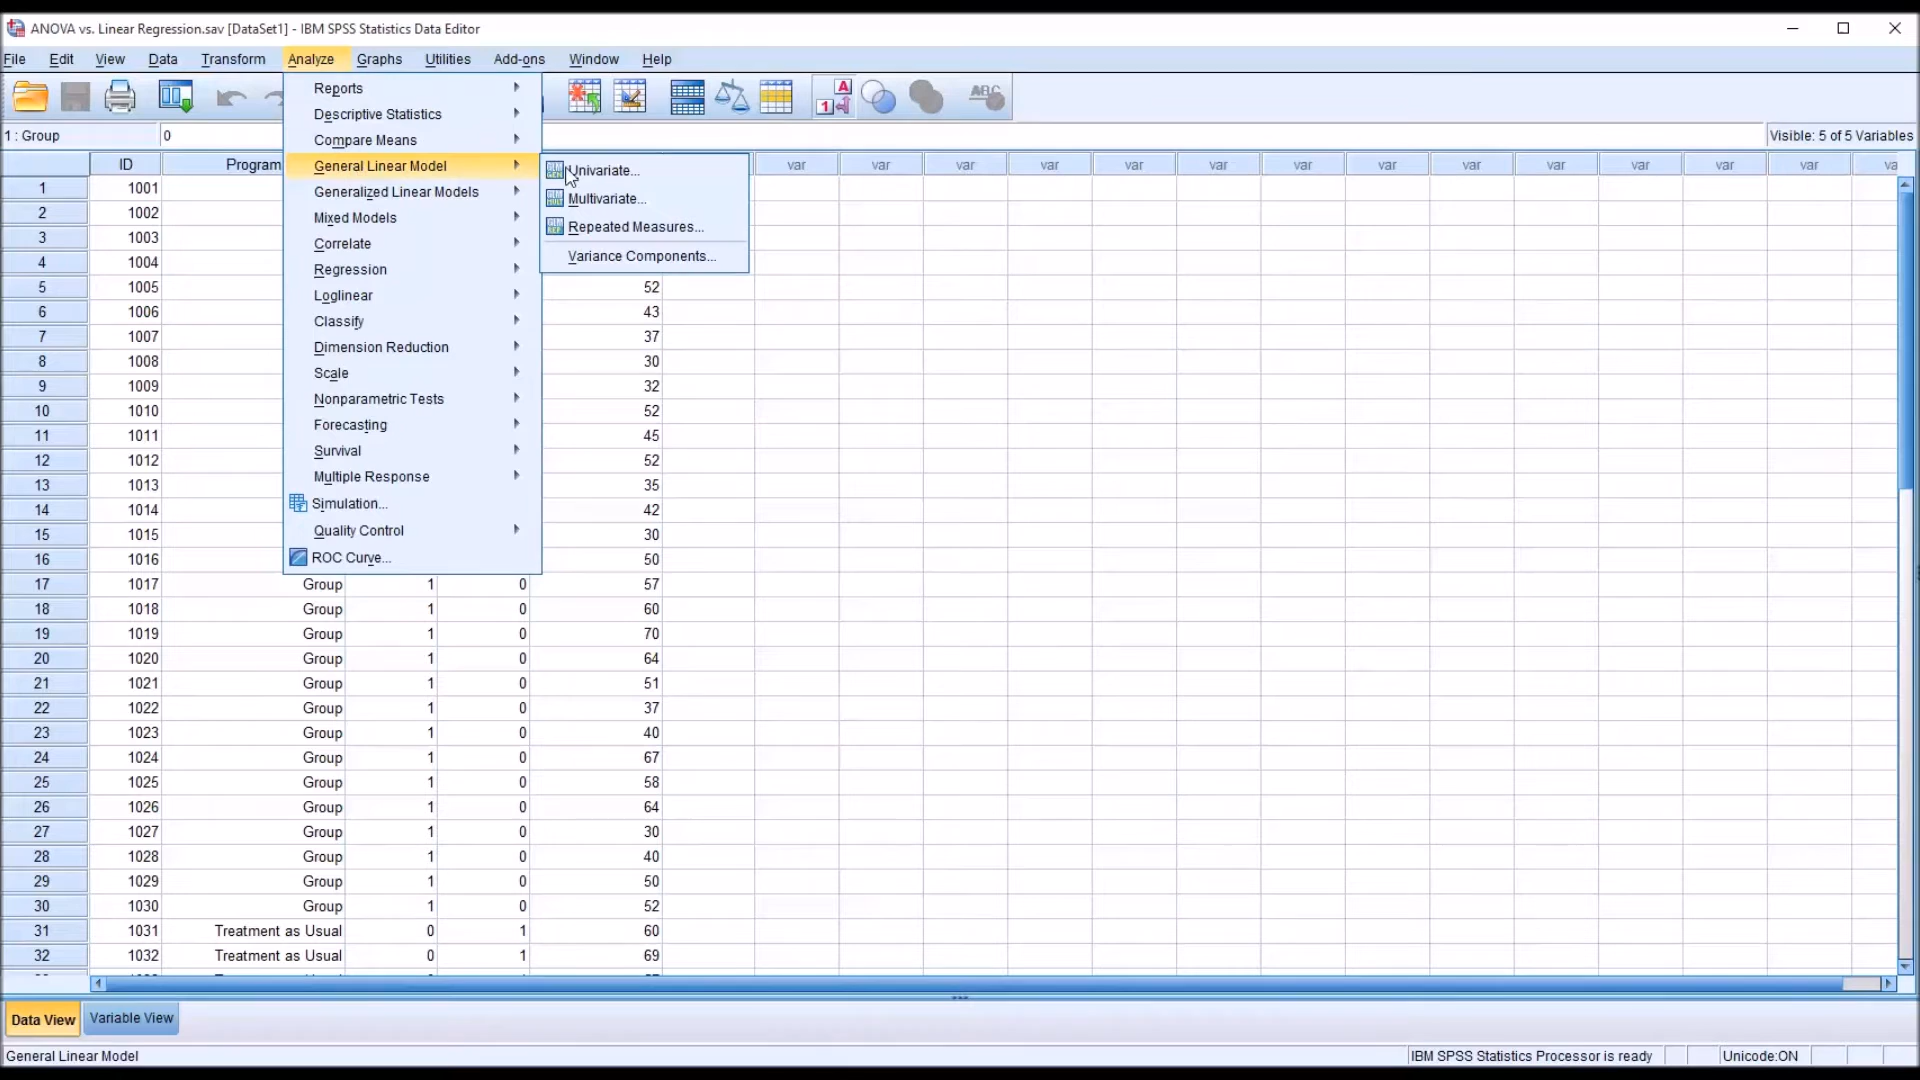 ANOVA vs. Linear Regression.sav [DataSet1] - IBM SPSS Statistics Data Editor
File Edit View Data Transform Analyze Graphs Utilities Add-ons Window Help
1 : Group 0 Visible: 5 of 5 Variables
Reports
Descriptive Statistics
Compare Means
General Linear Model
Generalized Linear Models
Mixed Models
Correlate
Regression
Loglinear
Classify
Dimension Reduction
Scale
Nonparametric Tests
Forecasting
Survival
Multiple Response
Simulation...
Quality Control
ROC Curve...
Univariate...
Multivariate...
Repeated Measures...
Variance Components...
ID Program var var var var var var var var var var var var var
1 1001
2 1002
3 1003
4 1004
5 1005 52
6 1006 43
7 1007 37
8 1008 30
9 1009 32
10 1010 52
11 1011 45
12 1012 52
13 1013 35
14 1014 42
15 1015 30
16 1016 50
17 1017 Group 1 0 57
18 1018 Group 1 0 60
19 1019 Group 1 0 70
20 1020 Group 1 0 64
21 1021 Group 1 0 51
22 1022 Group 1 0 37
23 1023 Group 1 0 40
24 1024 Group 1 0 67
25 1025 Group 1 0 58
26 1026 Group 1 0 64
27 1027 Group 1 0 30
28 1028 Group 1 0 40
29 1029 Group 1 0 50
30 1030 Group 1 0 52
31 1031 Treatment as Usual 0 1 60
32 1032 Treatment as Usual 0 1 69
Data View Variable View
General Linear Model IBM SPSS Statistics Processor is ready Unicode:ON